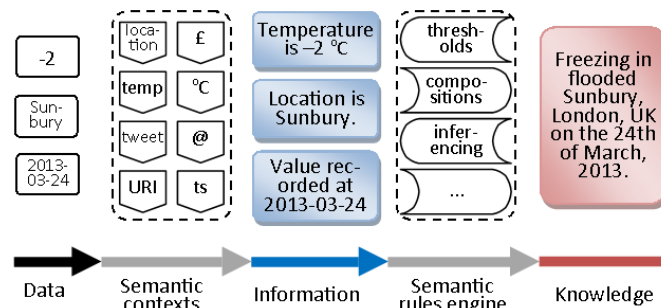 -2
Sun-
bury
2013-
03-24
loca-
tion
£
temp
°C
tweet
@
URI
ts
Temperature
is –2 °C
Location is
Sunbury.
Value rec-
orded at
2013-03-24
thresh-
olds
compo-
sitions
infer-
encing
...
Freezing in
flooded
Sunbury,
London, UK
on the 24th
of March,
2013.
Data
Semantic
contexts
Information
Semantic
rules engine
Knowledge